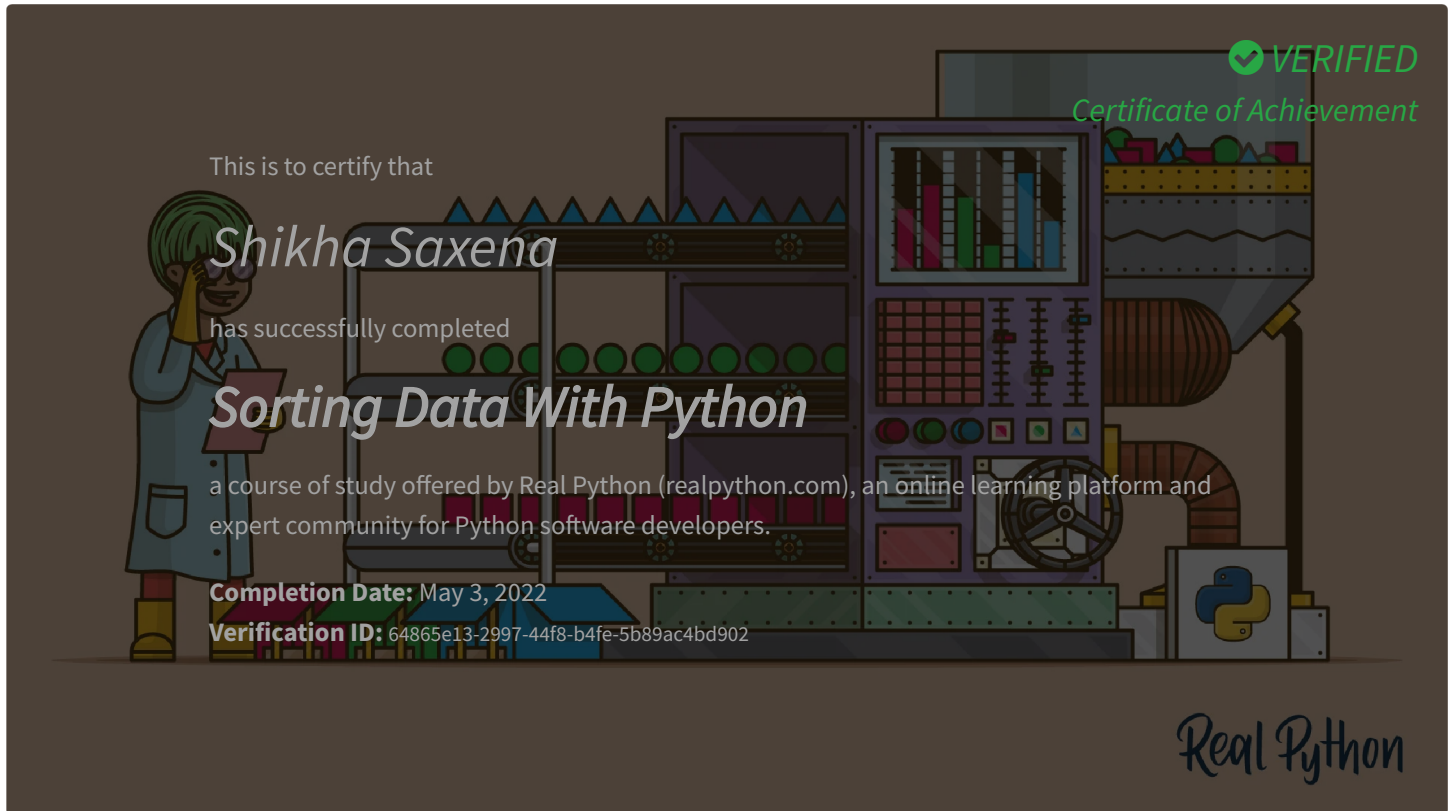 VERIFIED
Certificate of Achievement
This is to certify that
Shikha Saxena
has successfully completed
Sorting Data With Python
a course of study offered by Real Python (realpython.com), an online learning platform and
expert community for Python software developers.
Completion Date: May 3, 2022
Verification ID: 64865e13-2997-44f8-b4fe-5b89ac4bd902
Real Python